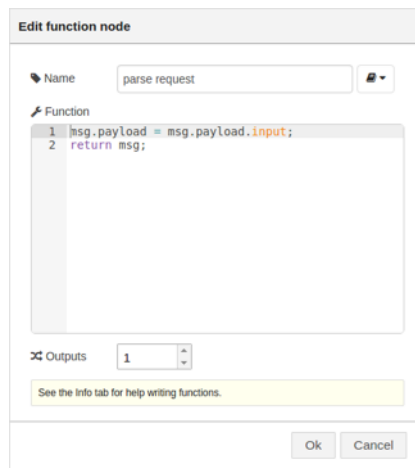 Edit function node
Name
parse request
Function
1 msg.payload = msg.payload.input;
2 return msg;
Outputs
1
See the Info tab for help writing functions.
Ok Cancel